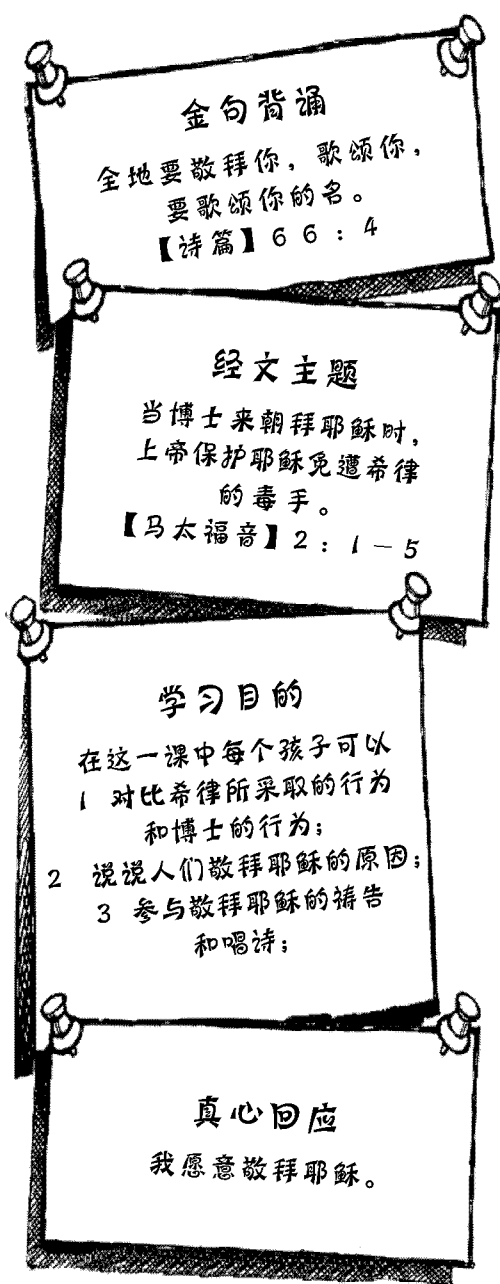 金句背诵
全地要敬拜你，歌颂你，
要歌颂你的名。
【诗篇】66：4
经文主题
当博士来朝拜耶稣时，
上帝保护耶稣免遭希律
的毒手。
【马太福音】2：1－5
学习目的
在这一课中每个孩子可以
1 对比希律所采取的行为
和博士的行为；
2 说说人们敬拜耶稣的原因；
3 参与敬拜耶稣的祷告
和唱诗；
真心回应
我愿意敬拜耶稣。